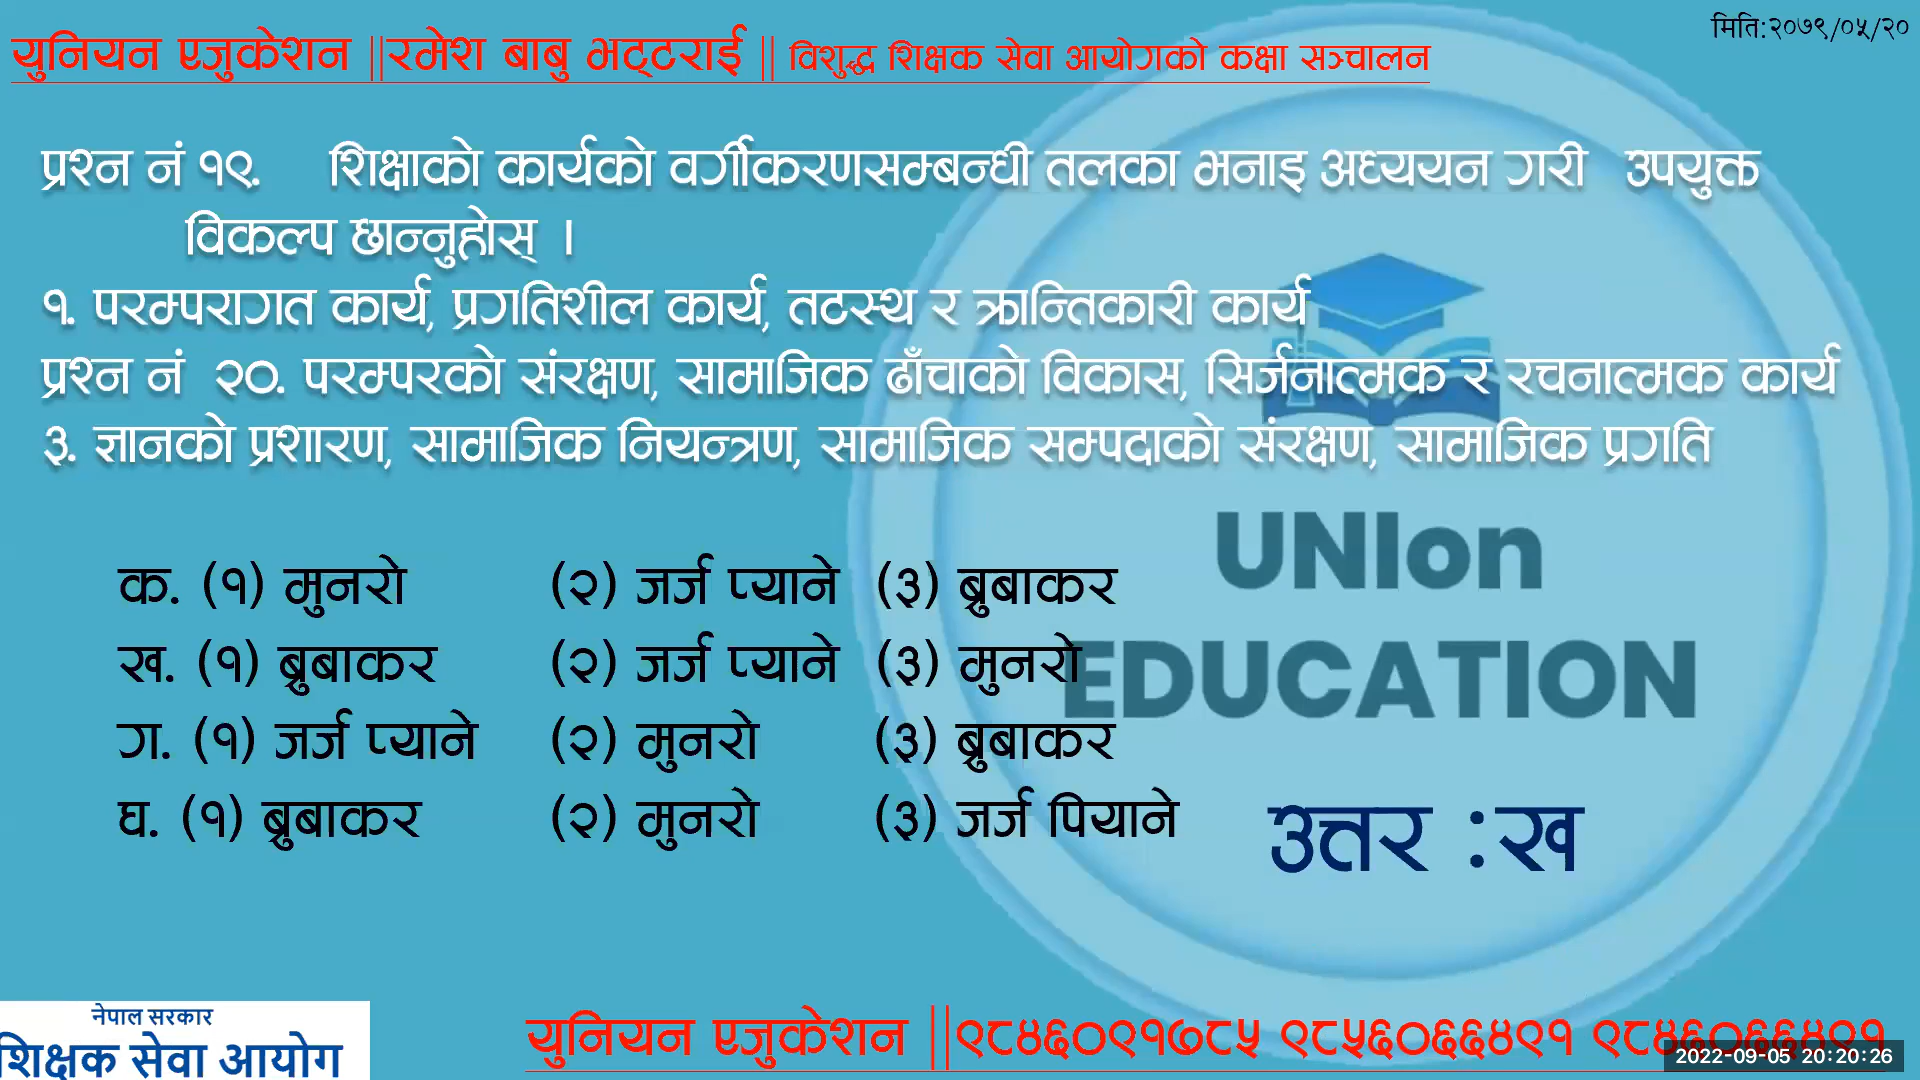 मिति:२०७९/०५/२०
युनियन एजुकेशन ||रमेश बाबु भट्टराई || विशुद्ध शिक्षक सेवा आयोगको कक्षा सञ्चालन
प्रश्न नं १९. शिक्षाको कार्यको वर्गीकरणसम्बन्धी तलका भनाइ अध्ययन गरी उपयुक्त
विकल्प छान्नुहोस् ।
१. परम्परागत कार्य, प्रगतिशील कार्य, तटस्थ र क्रान्तिकारी कार्य
प्रश्न नं २०. परम्परको संरक्षण, सामाजिक ढाँचाको विकास, सिर्जनात्मक र रचनात्मक कार्य
३. ज्ञानको प्रशारण, सामाजिक नियन्त्रण, सामाजिक सम्पदाको संरक्षण, सामाजिक प्रगति
क. (१) मुनरो (२) जर्ज प्याने (३) ब्रुबाकर
ख. (१) ब्रुबाकर (२) जर्ज प्याने (३) मुनरो
ग. (१) जर्ज प्याने (२) मुनरो (३) ब्रुबाकर
घ. (१) ब्रुबाकर (२) मुनरो (३) जर्ज पियाने
UNIon
EDUCATION
उत्तर :ख
नेपाल सरकार
शिक्षक सेवा आयोग
युनियन एजुकेशन ||९८४६०९१७८५ ९८५६०६६४९१ ९८४६०६६४९१
2022-09-05 20:20:26